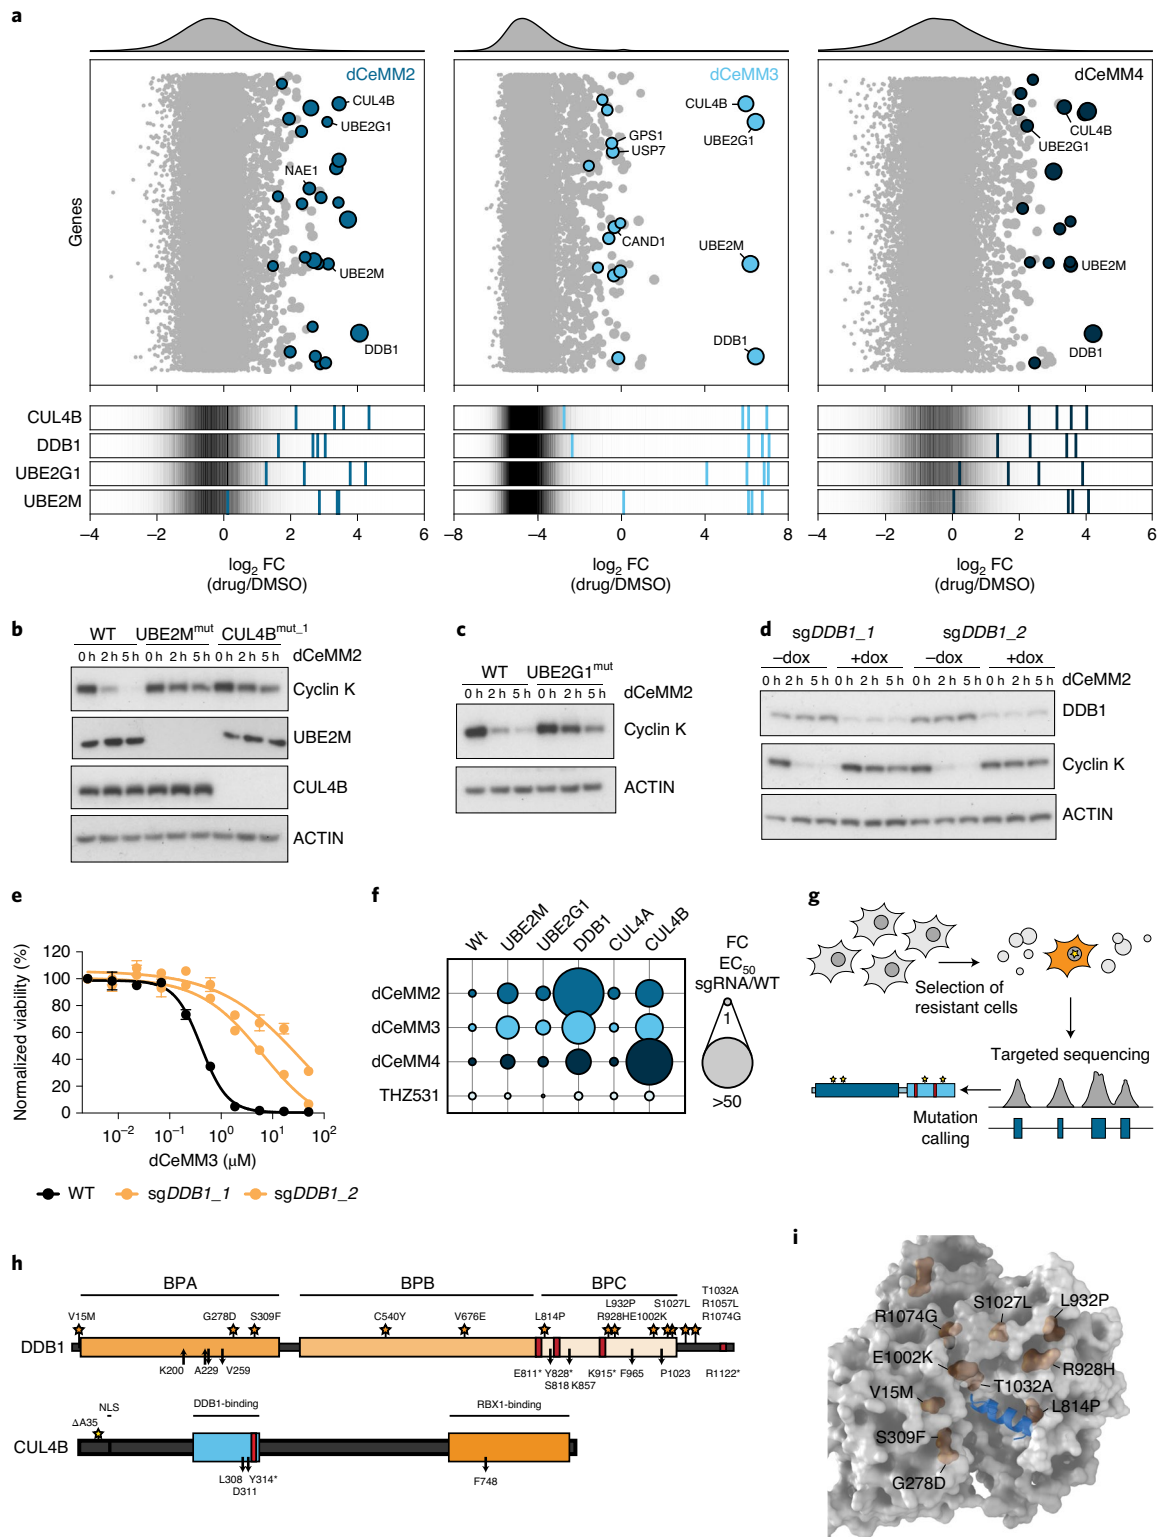 a
dCeMM2
CUL4B
UBE2G1
NAE1
UBE2M
DDB1
dCeMM3
CUL4B
UBE2G1
GPS1
USP7
CAND1
UBE2M
DDB1
dCeMM4
CUL4B
UBE2G1
UBE2M
DDB1
Genes
CUL4B
DDB1
UBE2G1
UBE2M
−4 −2 0 2 4 6
−8 −4 0 4 8
−4 −2 0 2 4 6
log2 FC
(drug/DMSO)
log2 FC
(drug/DMSO)
log2 FC
(drug/DMSO)
b
WT UBE2Mmut CUL4Bmut_1
0 h 2 h 5 h 0 h 2 h 5 h 0 h 2 h 5 h dCeMM2
Cyclin K
UBE2M
CUL4B
ACTIN
c
WT UBE2G1mut
0 h 2 h 5 h 0 h 2 h 5 h dCeMM2
Cyclin K
ACTIN
d
sgDDB1_1 sgDDB1_2
−dox +dox −dox +dox
0 h 2 h 5 h 0 h 2 h 5 h 0 h 2 h 5 h 0 h 2 h 5 h dCeMM2
DDB1
Cyclin K
ACTIN
e
Normalized viability (%)
120
100
80
60
40
20
0
10−2 10−1 100 101 102
dCeMM3 (μM)
WT sgDDB1_1 sgDDB1_2
f
Wt UBE2M UBE2G1 DDB1 CUL4A CUL4B
dCeMM2
dCeMM3
dCeMM4
THZ531
FC
EC50
sgRNA/WT
1
>50
g
Selection of
resistant cells
Targeted sequencing
Mutation
calling
h
BPA BPB BPC
V15M G278D S309F C540Y V676E L814P
L932P
R928H E1002K
S1027L
T1032A
R1057L
R1074G
DDB1
K200 A229 V259 E811* Y828* K915* F965 P1023 R1122*
S818 K857
ΔA35 NLS DDB1-binding RBX1-binding
CUL4B
L308 Y314* F748
D311
i
R1074G
S1027L
L932P
E1002K
R928H
T1032A
V15M
L814P
S309F
G278D